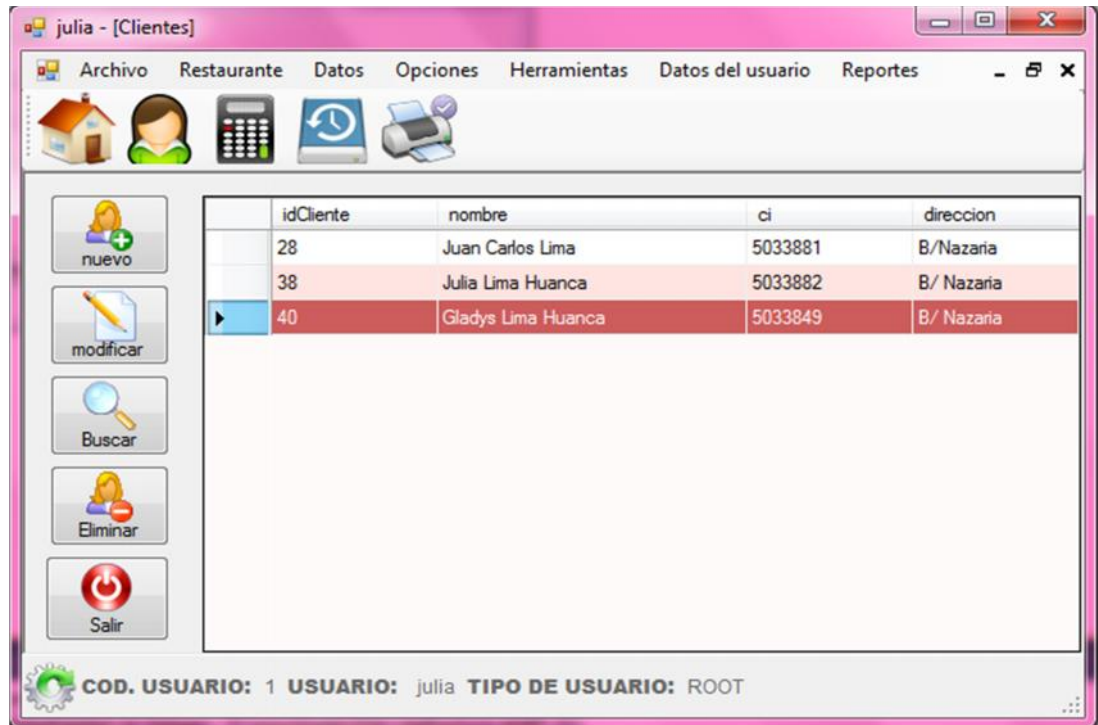 julia - [Clientes]
Archivo Restaurante Datos Opciones Herramientas Datos del usuario Reportes
nuevo
modificar
Buscar
Eliminar
Salir
idCliente nombre ci direccion
28 Juan Carlos Lima 5033881 B/Nazaria
38 Julia Lima Huanca 5033882 B/ Nazaria
40 Gladys Lima Huanca 5033849 B/ Nazaria
COD. USUARIO: 1 USUARIO: julia TIPO DE USUARIO: ROOT